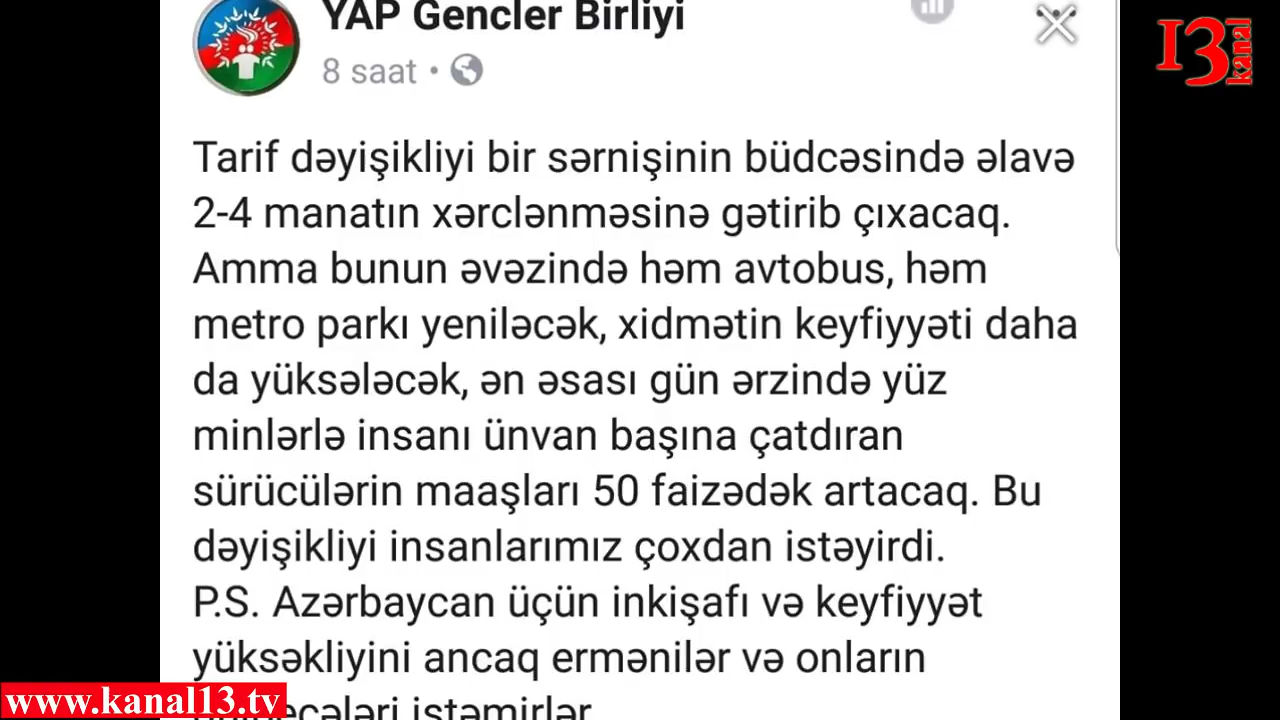 YAP Gencler Birliyi
8 saat •
13 kanal
Tarif dəyişikliyi bir sərnişinin büdcəsində əlavə
2-4 manatın xərclənməsinə gətirib çıxacaq.
Amma bunun əvəzində həm avtobus, həm
metro parkı yeniləcək, xidmətin keyfiyyəti daha
da yüksələcək, ən əsası gün ərzində yüz
minlərlə insanı ünvan başına çatdıran
sürücülərin maaşları 50 faizədək artacaq. Bu
dəyişikliyi insanlarımız çoxdan istəyirdi.
P.S. Azərbaycan üçün inkişafı və keyfiyyət
yüksəkliyini ancaq ermənilər və onların
istəmirlər
www.kanal13.tv